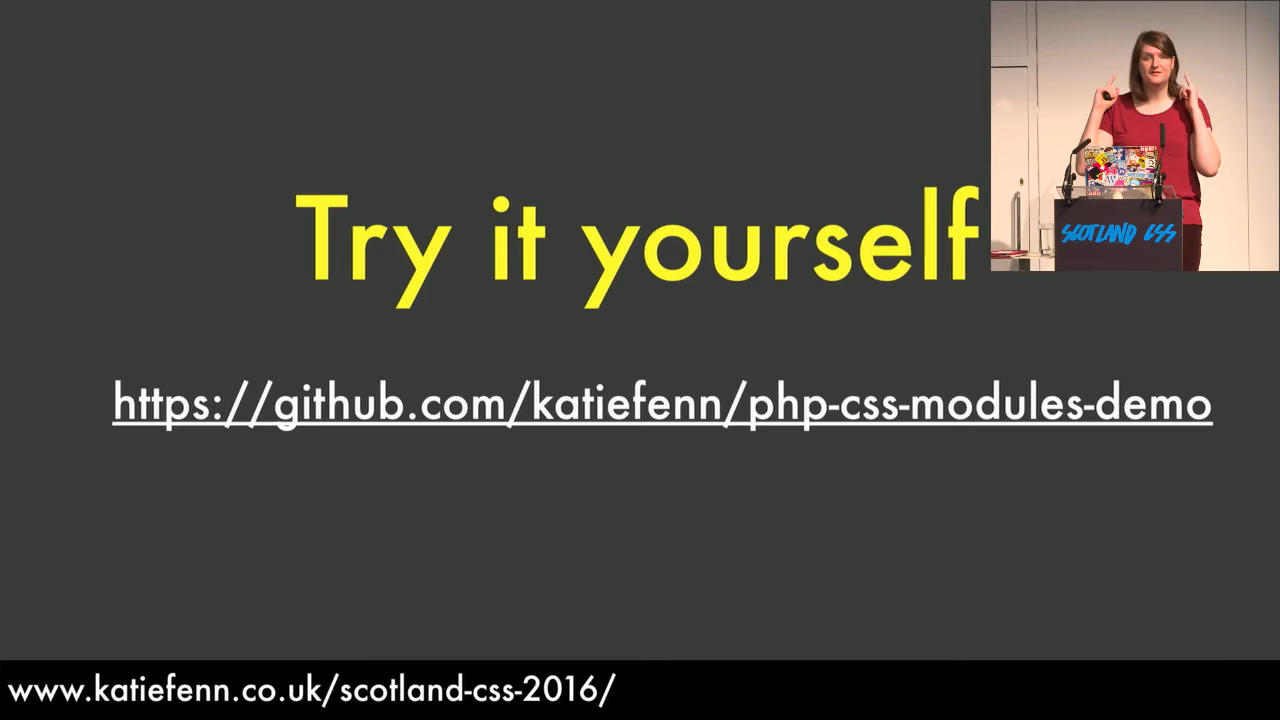 Try it yourself
https://github.com/katiefenn/php-css-modules-demo
SCOTLAND CSS
www.katiefenn.co.uk/scotland-css-2016/